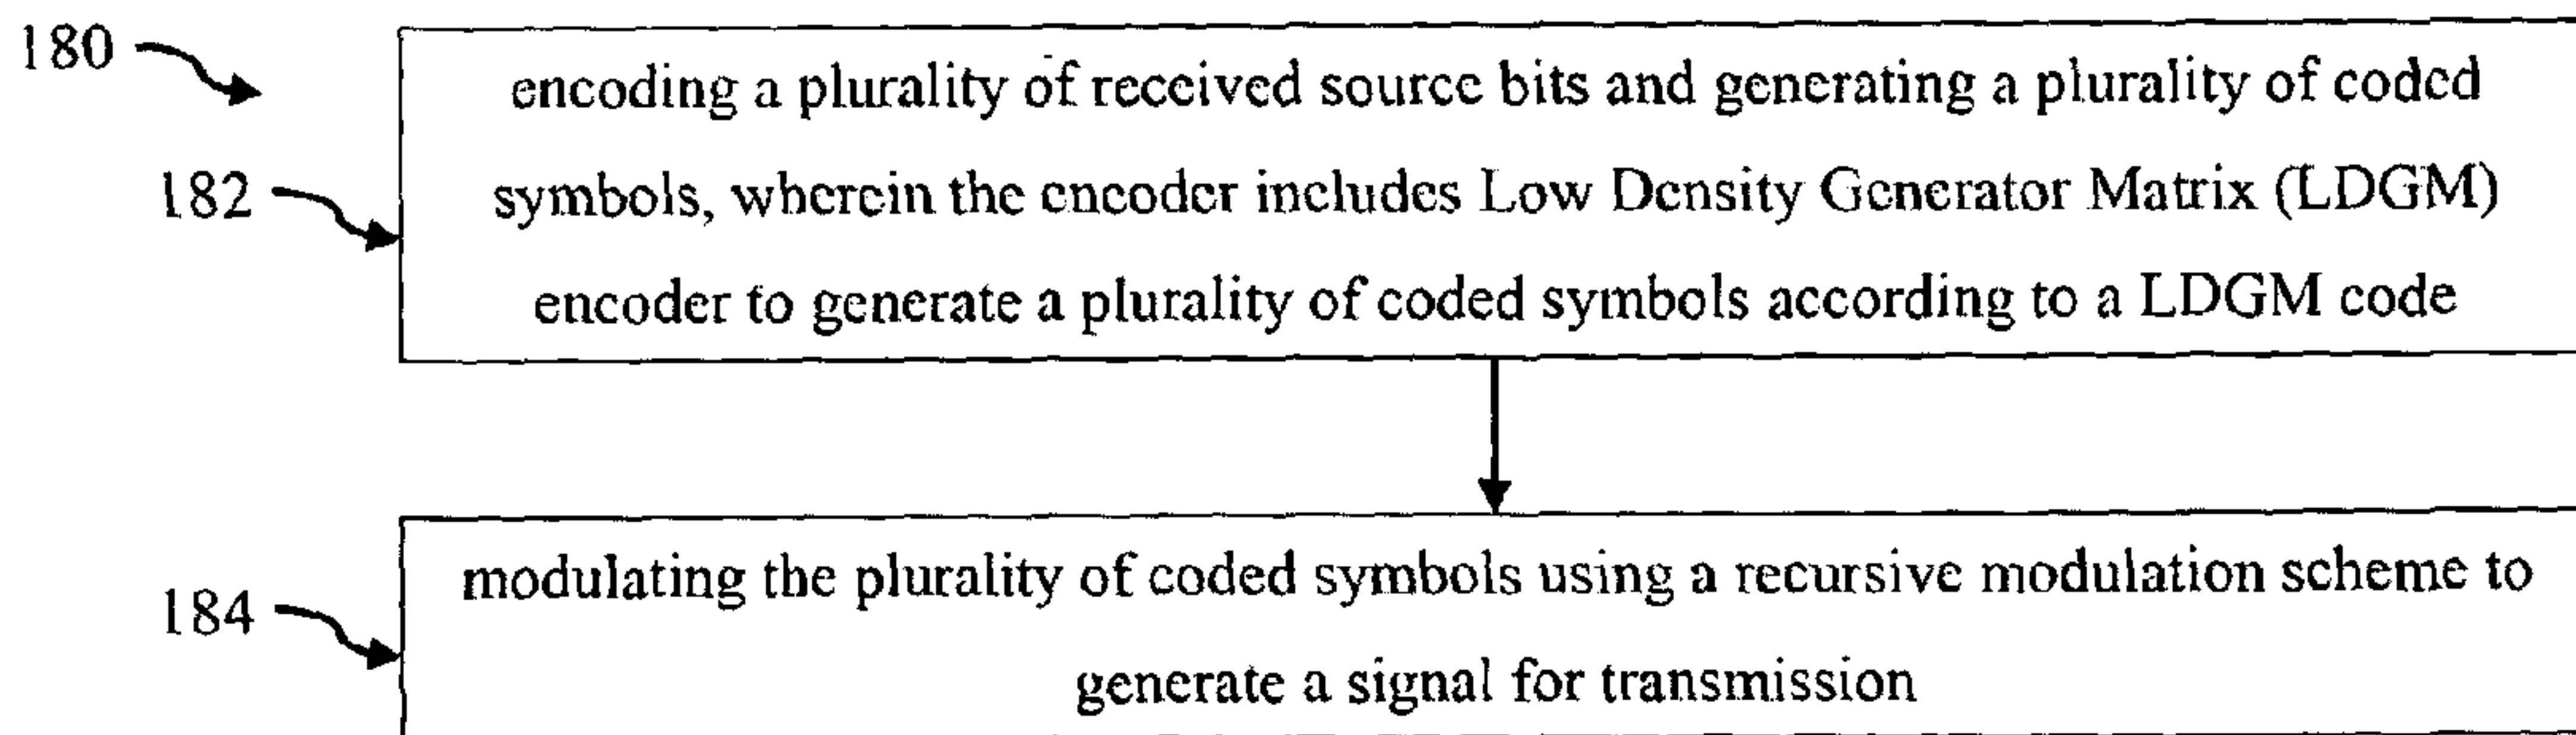 180
encoding a plurality of received source bits and generating a plurality of coded
182
symbols, wherein the encoder includes Low Density Generator Matrix (LDGM)
encoder to generate a plurality of coded symbols according to a LDGM code
modulating the plurality of coded symbols using a recursive modulation scheme to
184
generate a signal for transmission